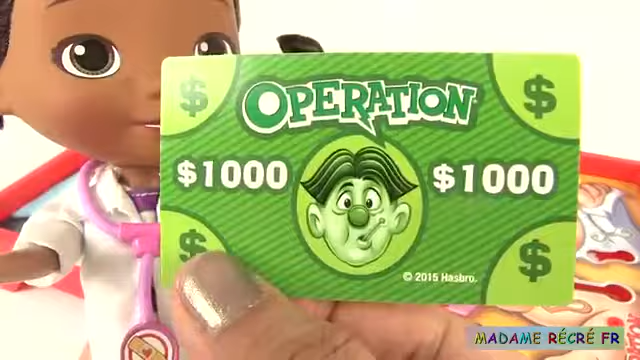 OPERATION
$ $
$1000 $1000
$ $
© 2015 Hasbro.
MADAME RÉCRÉ FR